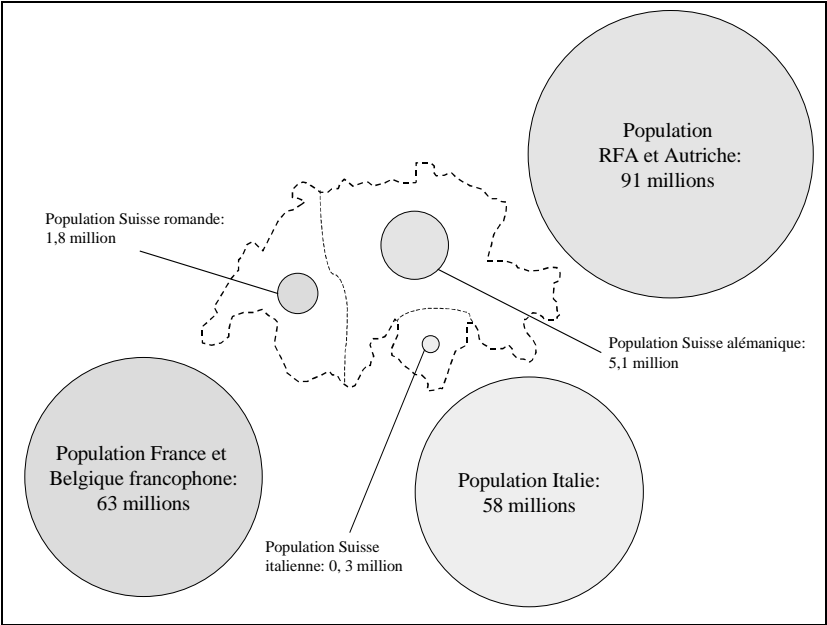 Population
RFA et Autriche:
91 millions
Population Suisse romande:
1,8 million
Population Suisse alémanique:
5,1 million
Population France et
Belgique francophone:
63 millions
Population Italie:
58 millions
Population Suisse
italienne: 0, 3 million